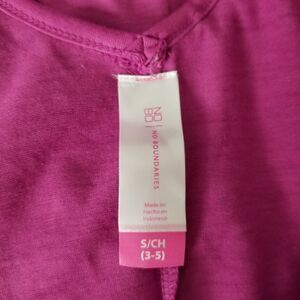 NO
BO
NO BOUNDARIES
Made in/
Hecho en
Indonesia
S/CH
(3-5)